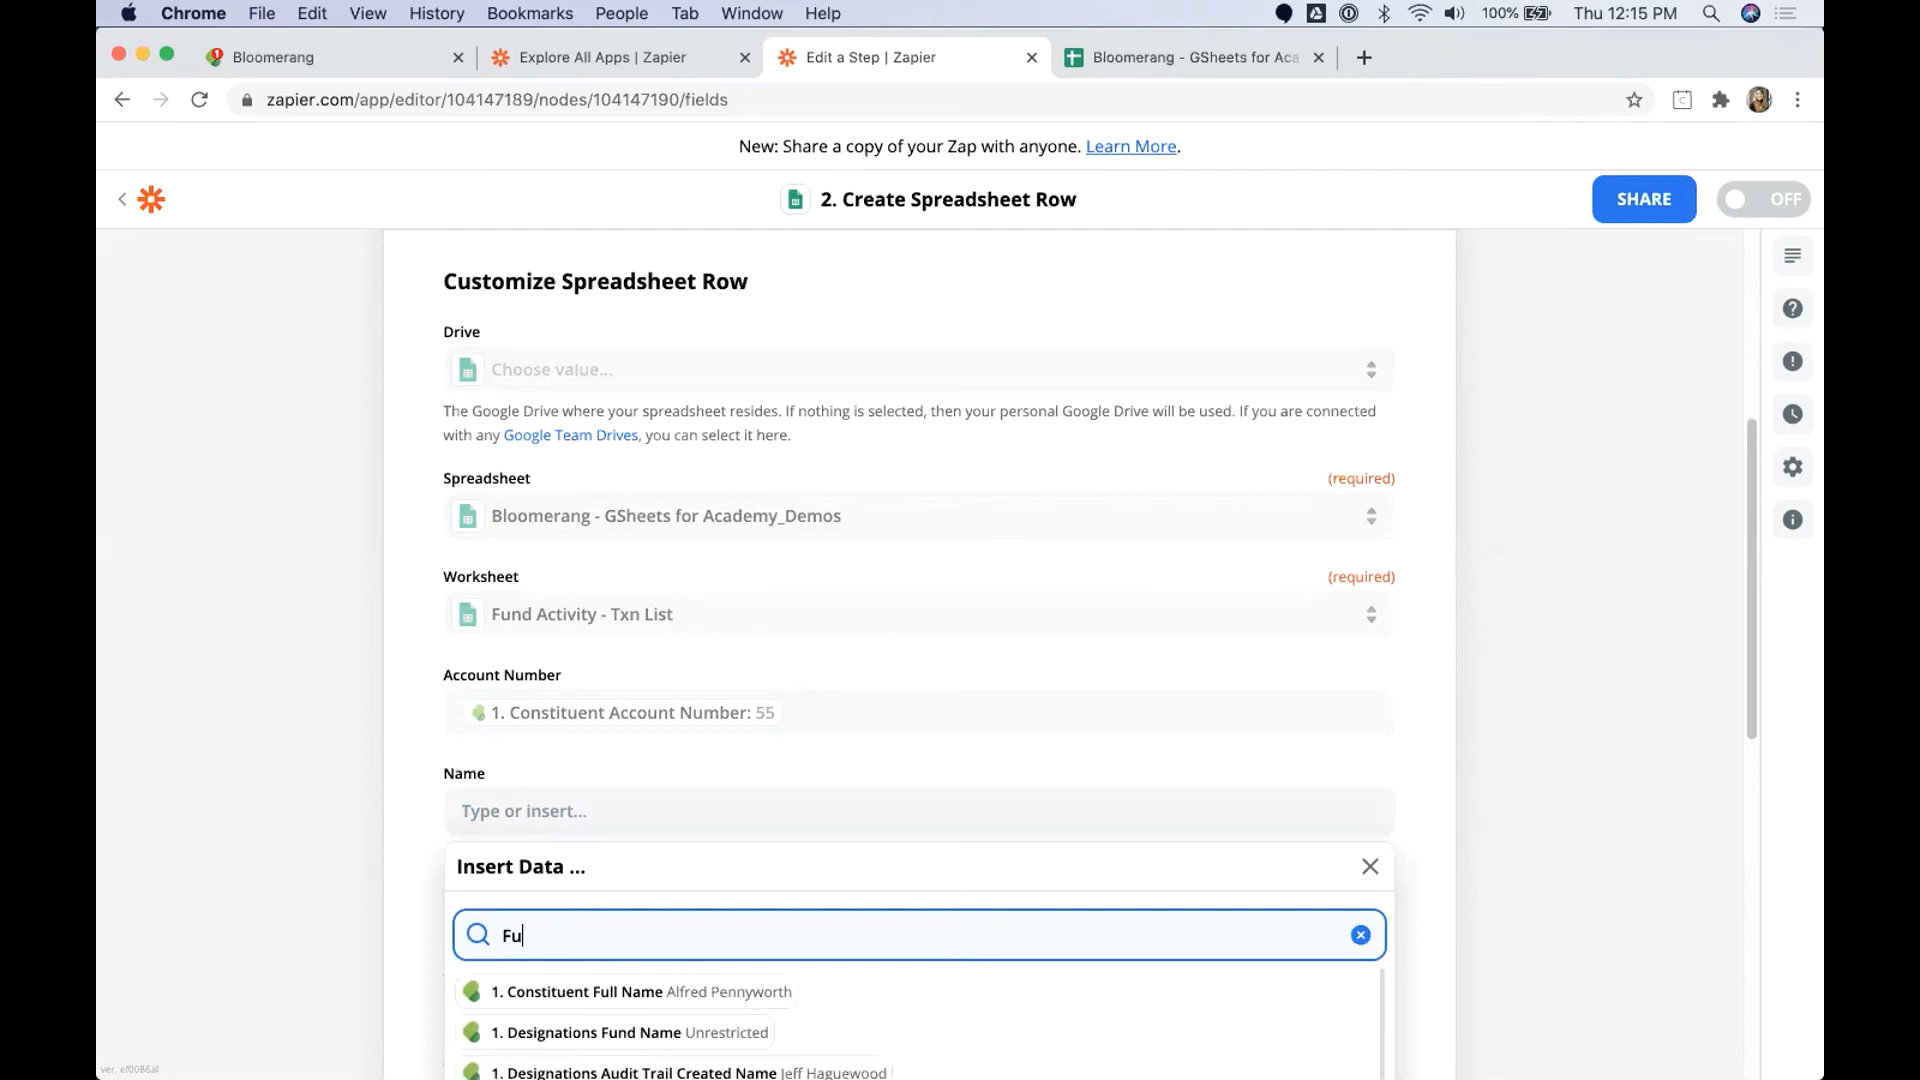 Chrome File Edit View History Bookmarks People Tab Window Help 100% Thu 12:15 PM
1 Bloomerang Explore All Apps | Zapier Edit a Step | Zapier Bloomerang - GSheets for Aca
zapier.com/app/editor/104147189/nodes/104147190/fields
New: Share a copy of your Zap with anyone. Learn More.
2. Create Spreadsheet Row SHARE OFF
Customize Spreadsheet Row
Drive
Choose value...
The Google Drive where your spreadsheet resides. If nothing is selected, then your personal Google Drive will be used. If you are connected
with any Google Team Drives, you can select it here.
Spreadsheet (required)
Bloomerang - GSheets for Academy_Demos
Worksheet (required)
Fund Activity - Txn List
Account Number
1. Constituent Account Number: 55
Name
Type or insert...
Insert Data ...
Fu
1. Constituent Full Name Alfred Pennyworth
1. Designations Fund Name Unrestricted
1. Designations Audit Trail Created Name Jeff Haguewood